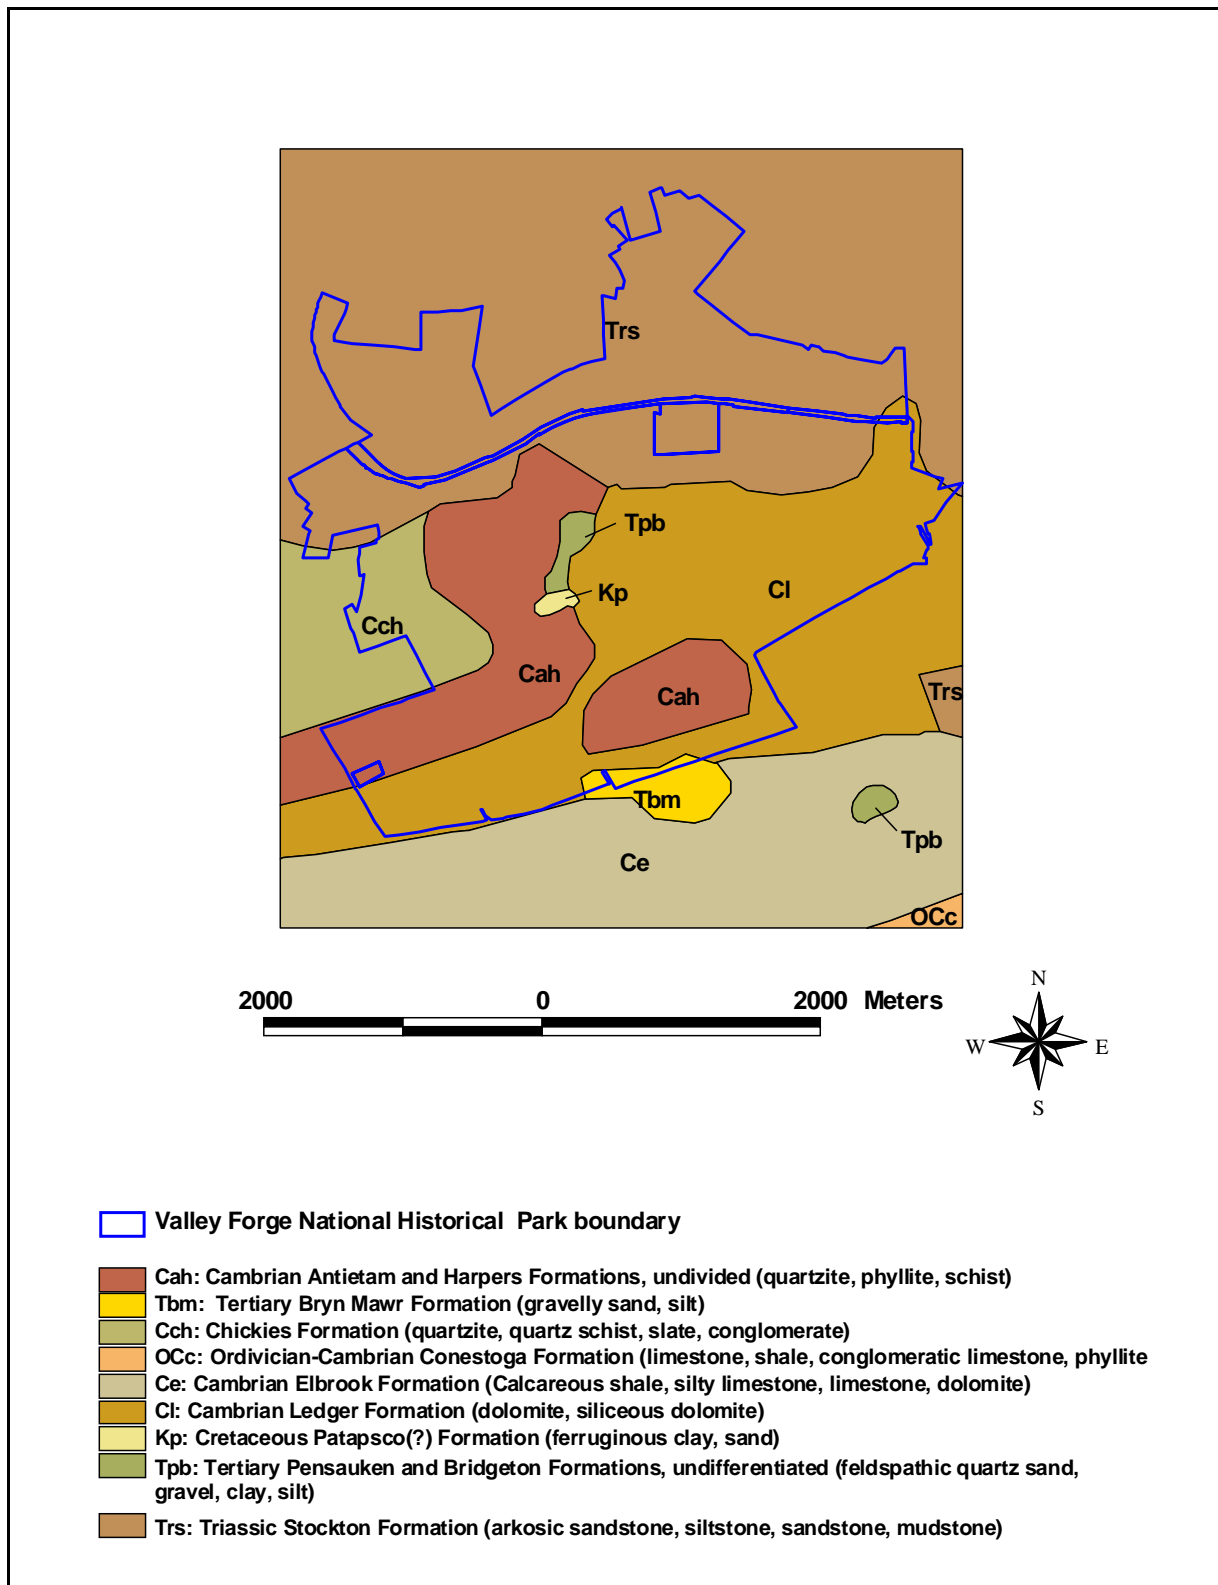 Trs
Tpb
Kp
Cl
Cch
Cah
Cah
Trs
Tbm
Tpb
Ce
OCc
2000 0 2000 Meters
N
W E
S
Valley Forge National Historical Park boundary
Cah: Cambrian Antietam and Harpers Formations, undivided (quartzite, phyllite, schist)
Tbm: Tertiary Bryn Mawr Formation (gravelly sand, silt)
Cch: Chickies Formation (quartzite, quartz schist, slate, conglomerate)
OCc: Ordivician-Cambrian Conestoga Formation (limestone, shale, conglomeratic limestone, phyllite
Ce: Cambrian Elbrook Formation (Calcareous shale, silty limestone, limestone, dolomite)
Cl: Cambrian Ledger Formation (dolomite, siliceous dolomite)
Kp: Cretaceous Patapsco(?) Formation (ferruginous clay, sand)
Tpb: Tertiary Pensauken and Bridgeton Formations, undifferentiated (feldspathic quartz sand,
gravel, clay, silt)
Trs: Triassic Stockton Formation (arkosic sandstone, siltstone, sandstone, mudstone)